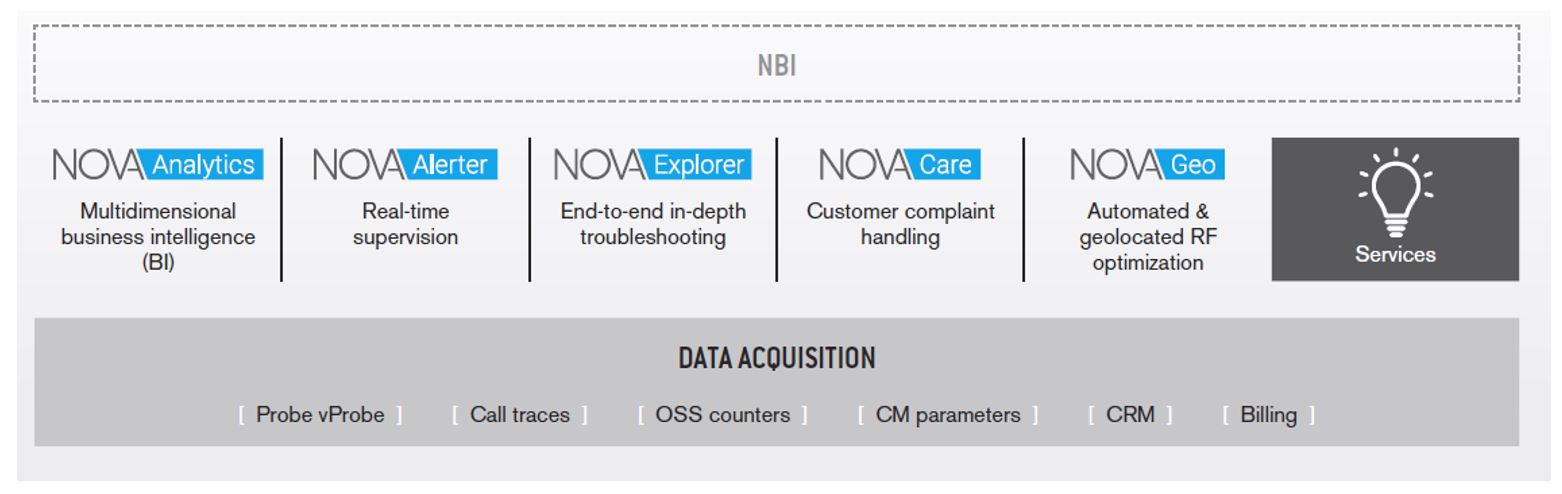 NBI
NOVA Analytics
Multidimensional
business intelligence
(BI)
NOVA Alerter
Real-time
supervision
NOVA Explorer
End-to-end in-depth
troubleshooting
NOVA Care
Customer complaint
handling
NOVA Geo
Automated &
geolocated RF
optimization
Services
DATA ACQUISITION
[ Probe vProbe ] [ Call traces ] [ OSS counters ] [ CM parameters ] [ CRM ] [ Billing ]